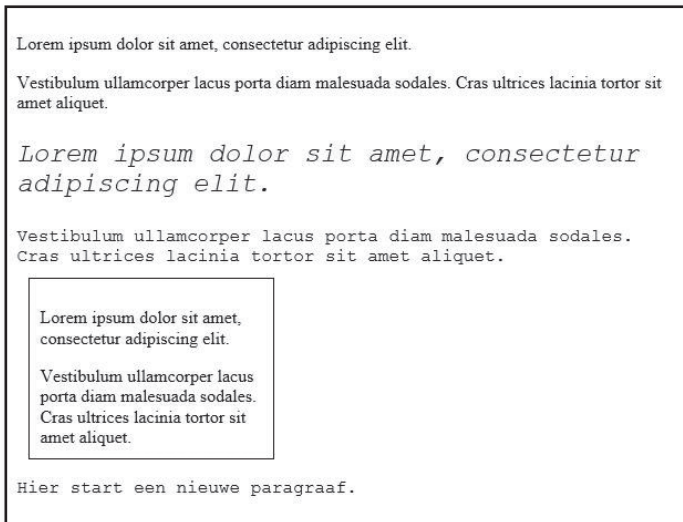 Lorem ipsum dolor sit amet, consectetur adipiscing elit.
Vestibulum ullamcorper lacus porta diam malesuada sodales. Cras ultrices lacinia tortor sit
amet aliquet.
Lorem ipsum dolor sit amet, consectetur
adipiscing elit.
Vestibulum ullamcorper lacus porta diam malesuada sodales.
Cras ultrices lacinia tortor sit amet aliquet.
Lorem ipsum dolor sit amet,
consectetur adipiscing elit.
Vestibulum ullamcorper lacus
porta diam malesuada sodales.
Cras ultrices lacinia tortor sit
amet aliquet.
Hier start een nieuwe paragraaf.